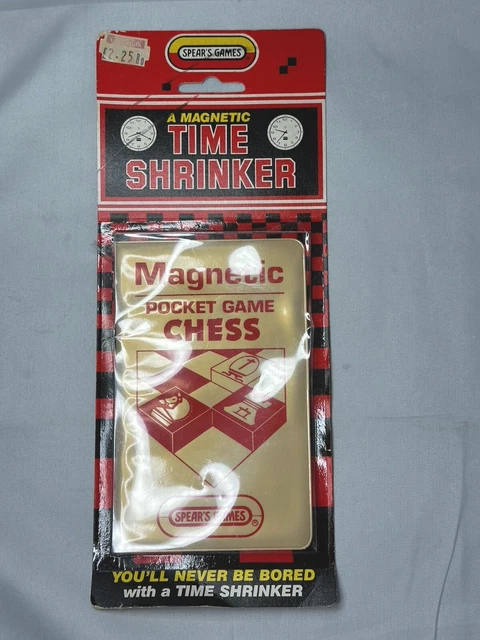 £2.25
SPEAR'S GAMES
A MAGNETIC
TIME
SHRINKER
Magnetic
POCKET GAME
CHESS
SPEAR'S GAMES
®
YOU'LL NEVER BE BORED
with a TIME SHRINKER